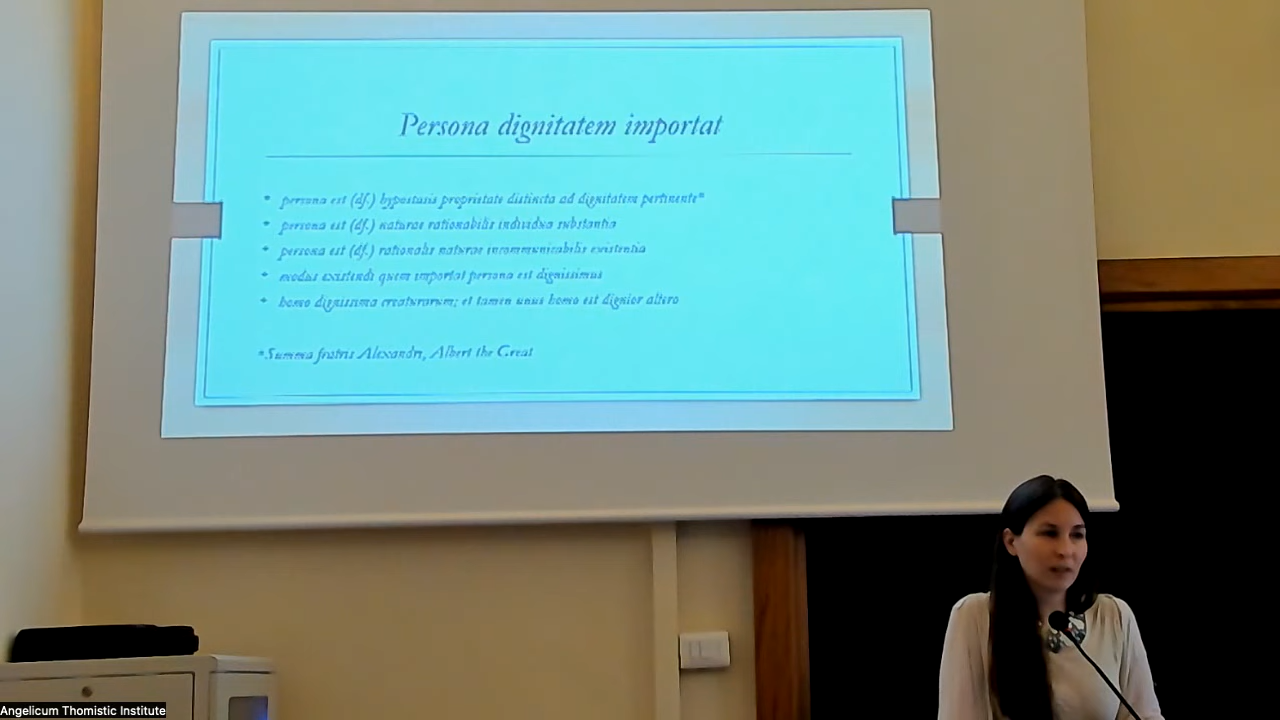 Persona dignitatem importat
* persona est (df.) hypostasis proprietate distincta ad dignitatem pertinente*
* persona est (df.) naturae rationabilis individua substantia
* persona est (df.) rationalis naturae incommunicabilis existentia
* modus existendi quem importat persona est dignissimus
* homo dignissima creaturarum; et tamen unus homo est dignior altero
*Summa fratris Alexandri, Albert the Great
Angelicum Thomistic Institute